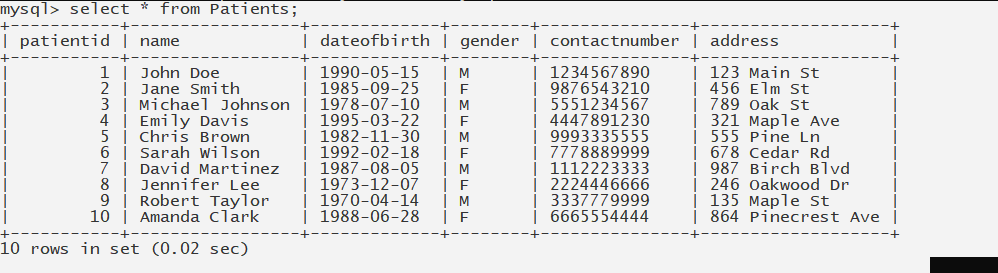 mysql> select * from Patients;
+-----------+-----------------+-------------+--------+---------------+-------------------+
| patientid | name            | dateofbirth | gender | contactnumber | address           |
+-----------+-----------------+-------------+--------+---------------+-------------------+
|         1 | John Doe        | 1990-05-15  | M      | 1234567890    | 123 Main St       |
|         2 | Jane Smith      | 1985-09-25  | F      | 9876543210    | 456 Elm St        |
|         3 | Michael Johnson | 1978-07-10  | M      | 5551234567    | 789 Oak St        |
|         4 | Emily Davis     | 1995-03-22  | F      | 4447891230    | 321 Maple Ave     |
|         5 | Chris Brown     | 1982-11-30  | M      | 9993335555    | 555 Pine Ln       |
|         6 | Sarah Wilson    | 1992-02-18  | F      | 7778889999    | 678 Cedar Rd      |
|         7 | David Martinez  | 1987-08-05  | M      | 1112223333    | 987 Birch Blvd    |
|         8 | Jennifer Lee    | 1973-12-07  | F      | 2224446666    | 246 Oakwood Dr    |
|         9 | Robert Taylor   | 1970-04-14  | M      | 3337779999    | 135 Maple St      |
|        10 | Amanda Clark    | 1988-06-28  | F      | 6665554444    | 864 Pinecrest Ave |
+-----------+-----------------+-------------+--------+---------------+-------------------+
10 rows in set (0.02 sec)